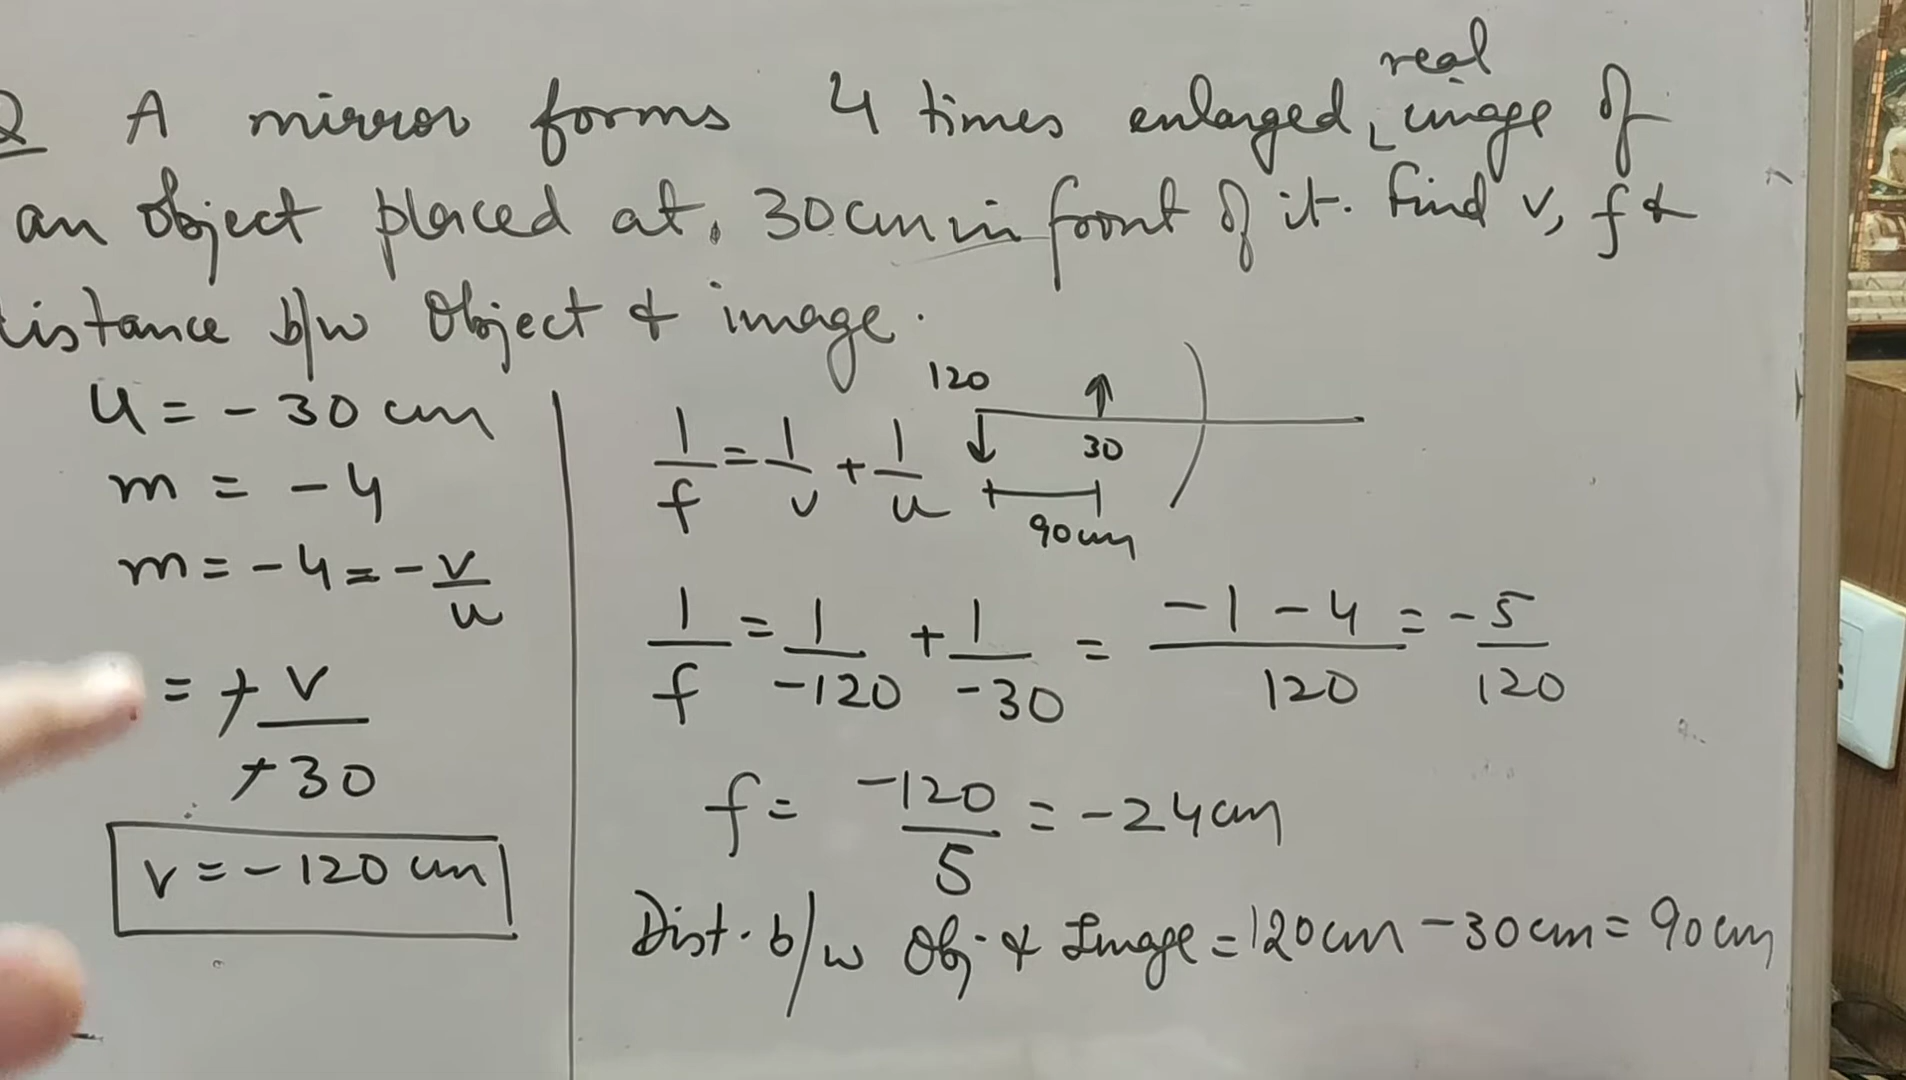 Q A mirror forms 4 times enlarged, real image of
an object placed at. 30cm in front of it. find v, f &
istance b/w Object & image.
u = - 30 cm
m = - 4
m = - 4 = - v/u
= + v/+30
v = - 120 cm
120
30
90cm
1/f = 1/v + 1/u
1/f = 1/-120 + 1/-30 = -1 - 4/120 = -5/120
f = -120/5 = -24cm
Dist. b/w Obj. & Image = 120cm - 30cm = 90cm